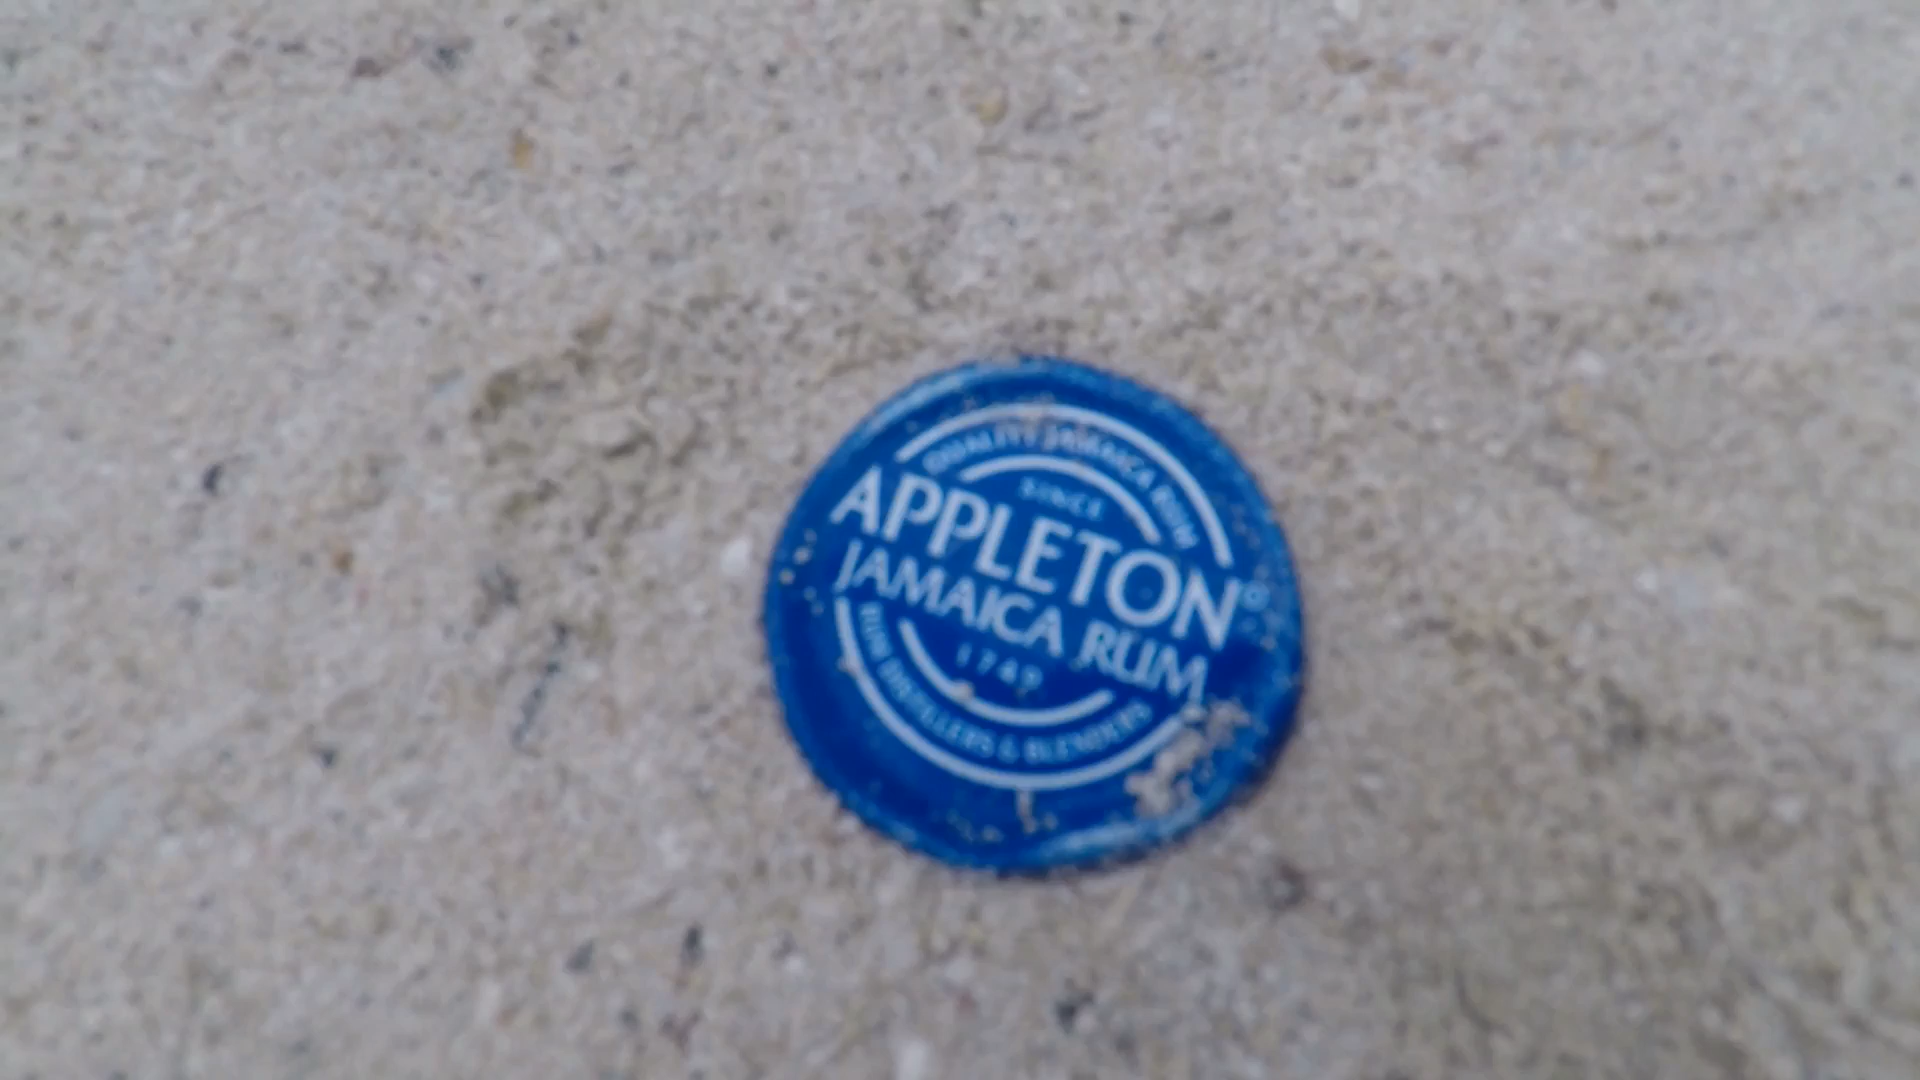 QUALITY JAMAICA RUM
SINCE
APPLETON®
JAMAICA RUM
1749
RUM DISTILLERS & BLENDERS